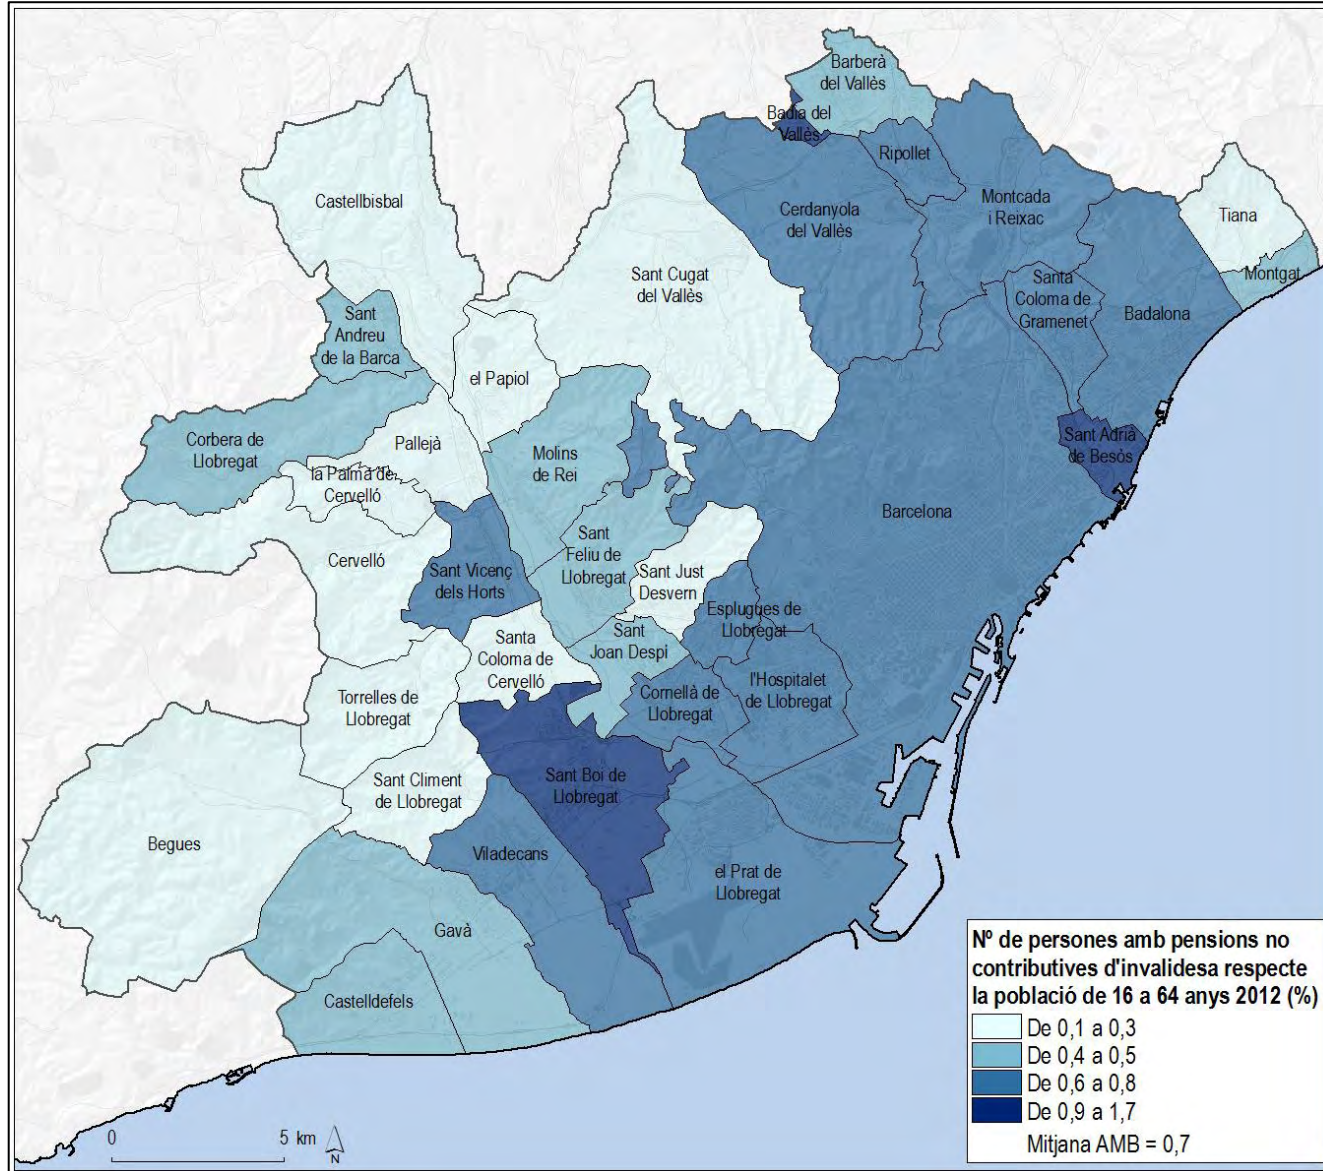 Barberà
del Vallès
Badia del
Vallès
Ripollet
Castellbisbal
Cerdanyola
del Vallès
Montcada
i Reixac
Tiana
Montgat
Sant Cugat
del Vallès
Santa
Coloma de
Gramenet
Badalona
Sant
Andreu
de la Barca
el Papiol
Corbera de
Llobregat
Pallejà
Molins
de Rei
Sant Adrià
de Besòs
la Palma de
Cervelló
Barcelona
Cervelló
Sant Vicenç
dels Horts
Sant
Feliu de
Llobregat
Sant Just
Desvern
Esplugues de
Llobregat
Santa
Coloma de
Cervelló
Sant
Joan Despí
Torrelles de
Llobregat
Cornellà de
Llobregat
l'Hospitalet
de Llobregat
Sant Climent
de Llobregat
Sant Boi de
Llobregat
Begues
Viladecans
el Prat de
Llobregat
Gavà
Castelldefels
Nº de persones amb pensions no
contributives d'invalidesa respecte
la població de 16 a 64 anys 2012 (%)
De 0,1 a 0,3
De 0,4 a 0,5
De 0,6 a 0,8
De 0,9 a 1,7
Mitjana AMB = 0,7
0 5 km
N